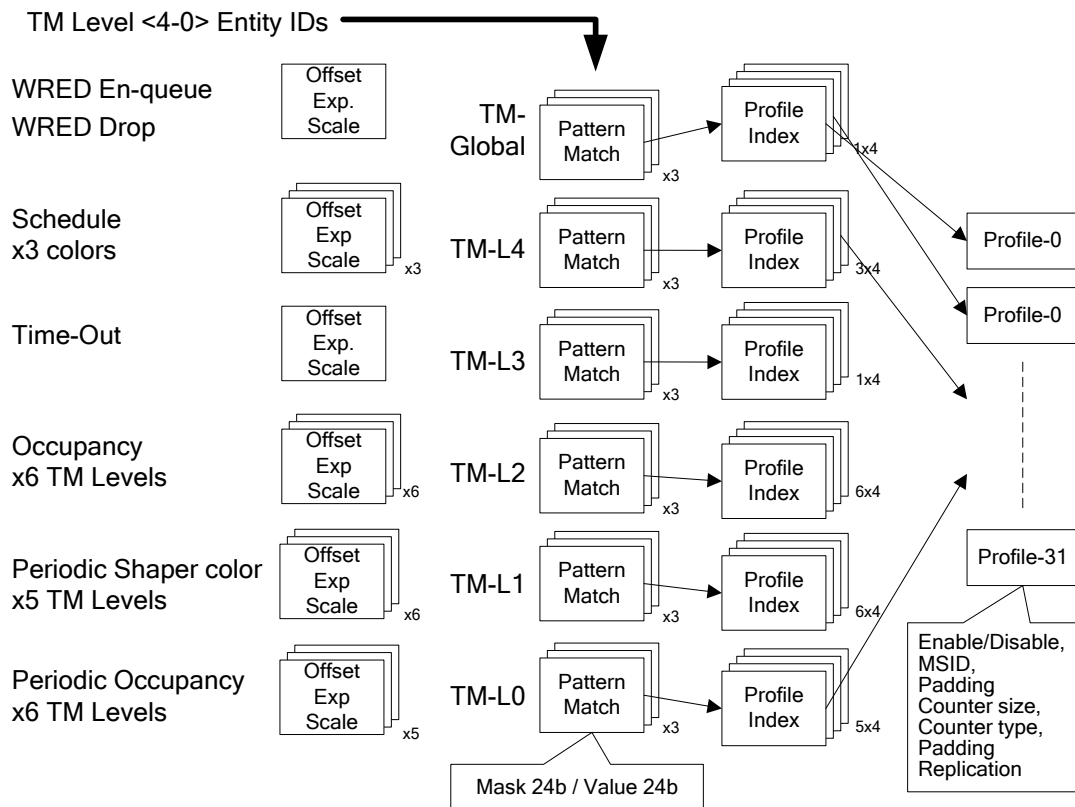 TM Level <4-0> Entity IDs
WRED En-queue
WRED Drop
Offset
Exp.
Scale
TM-
Global
Pattern
Match
x3
Profile
Index
1x4
Schedule
x3 colors
Offset
Exp
Scale
x3
TM-L4
Pattern
Match
x3
Profile
Index
3x4
Profile-0
Profile-0
Time-Out
Offset
Exp.
Scale
TM-L3
Pattern
Match
x3
Profile
Index
1x4
Occupancy
x6 TM Levels
Offset
Exp
Scale
x6
TM-L2
Pattern
Match
x3
Profile
Index
6x4
Periodic Shaper color
x5 TM Levels
Offset
Exp
Scale
x6
TM-L1
Pattern
Match
x3
Profile
Index
6x4
Profile-31
Periodic Occupancy
x6 TM Levels
Offset
Exp
Scale
x5
TM-L0
Pattern
Match
x3
Profile
Index
5x4
Enable/Disable,
MSID,
Padding
Counter size,
Counter type,
Padding
Replication
Mask 24b / Value 24b